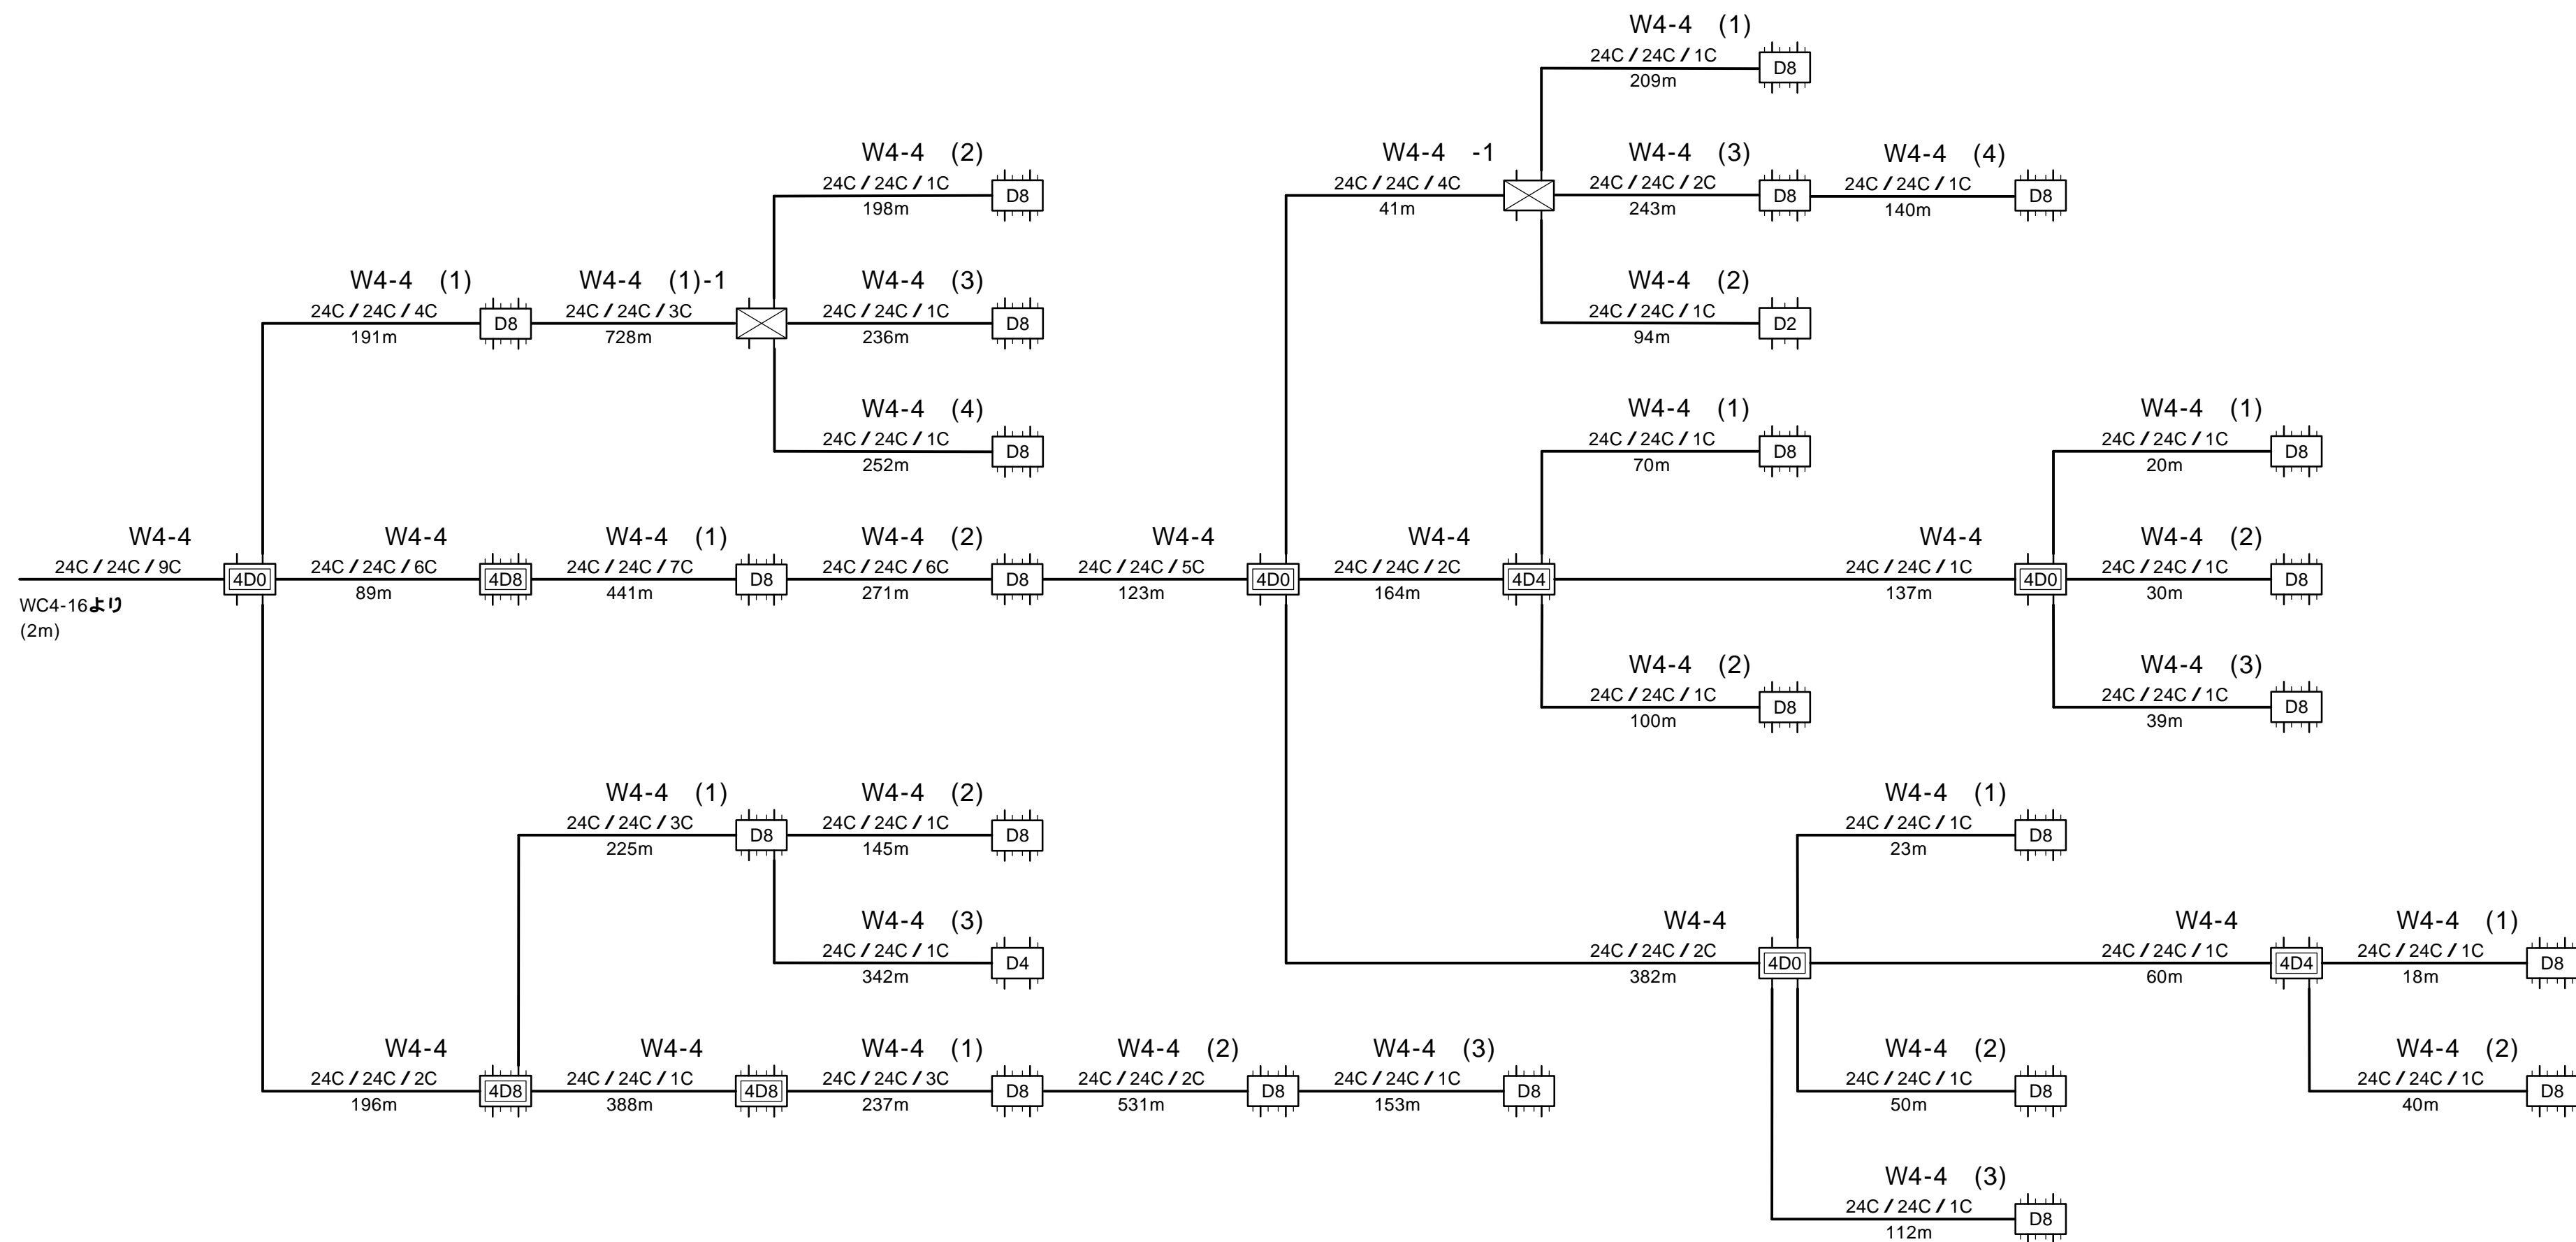 W4-4 (1)
24C/24C/1C
209m
D8
W4-4 (2)
24C/24C/1C
198m
D8
W4-4 -1
24C/24C/4C
41m
W4-4 (3)
24C/24C/2C
243m
D8
W4-4 (4)
24C/24C/1C
140m
D8
W4-4 (1)
24C/24C/4C
191m
D8
W4-4 (1)-1
24C/24C/3C
728m
W4-4 (3)
24C/24C/1C
236m
D8
W4-4 (2)
24C/24C/1C
94m
D2
W4-4 (4)
24C/24C/1C
252m
D8
W4-4 (1)
24C/24C/1C
70m
D8
W4-4 (1)
24C/24C/1C
20m
D8
W4-4
24C/24C/9C
WC4-16より
(2m)
4D0
W4-4
24C/24C/6C
89m
4D8
W4-4 (1)
24C/24C/7C
441m
D8
W4-4 (2)
24C/24C/6C
271m
D8
W4-4
24C/24C/5C
123m
4D0
W4-4
24C/24C/2C
164m
4D4
W4-4
24C/24C/1C
137m
4D0
W4-4 (2)
24C/24C/1C
30m
D8
W4-4 (2)
24C/24C/1C
100m
D8
W4-4 (3)
24C/24C/1C
39m
D8
W4-4 (1)
24C/24C/3C
225m
D8
W4-4 (2)
24C/24C/1C
145m
D8
W4-4 (1)
24C/24C/1C
23m
D8
W4-4 (3)
24C/24C/1C
342m
D4
W4-4
24C/24C/2C
382m
4D0
W4-4
24C/24C/1C
60m
4D4
W4-4 (1)
24C/24C/1C
18m
D8
W4-4
24C/24C/2C
196m
4D8
W4-4
24C/24C/1C
388m
4D8
W4-4 (1)
24C/24C/3C
237m
D8
W4-4 (2)
24C/24C/2C
531m
D8
W4-4 (3)
24C/24C/1C
153m
D8
W4-4 (2)
24C/24C/1C
50m
D8
W4-4 (2)
24C/24C/1C
40m
D8
W4-4 (3)
24C/24C/1C
112m
D8